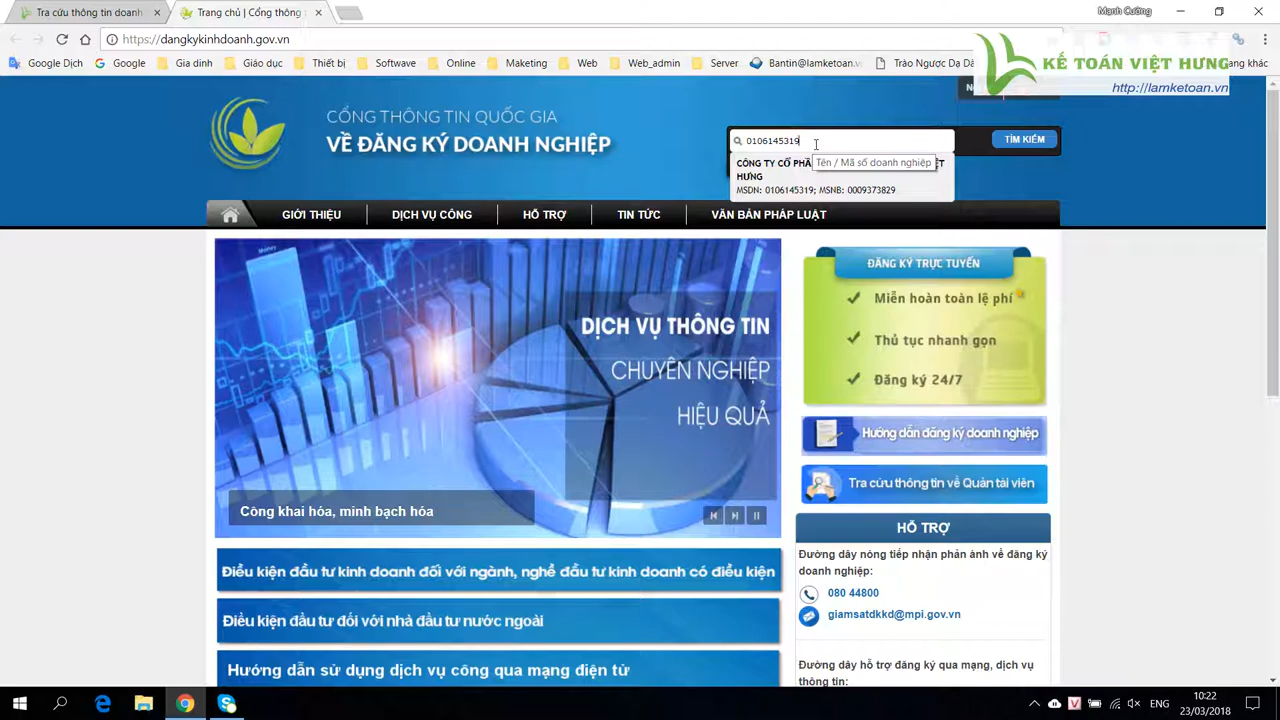 Tra cứu thông tin doanh
Trang chủ | Cổng thông
Mạnh Cường
https://dangkykinhdoanh.gov.vn
Google Dịch
Google
Gia dinh
Giáo dục
Thiết bị
Software
Online
Maketing
Web
Web_admin
Server
Bantin@lamketoan.v
Trào Ngược Dạ D
khác
KẾ TOÁN VIỆT HƯNG
http://lamketoan.vn
CỔNG THÔNG TIN QUỐC GIA
VỀ ĐĂNG KÝ DOANH NGHIỆP
0106145319
TÌM KIẾM
CÔNG TY CỔ PHẦ
Tên / Mã số doanh nghiệp
ỆT
HƯNG
MSDN: 0106145319; MSNB: 0009373829
GIỚI THIỆU
DỊCH VỤ CÔNG
HỖ TRỢ
TIN TỨC
VĂN BẢN PHÁP LUẬT
DỊCH VỤ THÔNG TIN
CHUYÊN NGHIỆP
HIỆU QUẢ
Công khai hóa, minh bạch hóa
ĐĂNG KÝ TRỰC TUYẾN
Miễn hoàn toàn lệ phí
Thủ tục nhanh gọn
Đăng ký 24/7
Hướng dẫn đăng ký doanh nghiệp
Tra cứu thông tin về Quản tài viên
HỖ TRỢ
Đường dây nóng tiếp nhận phản ánh về đăng ký
doanh nghiệp:
080 44800
giamsatdkkd@mpi.gov.vn
Đường dây hỗ trợ đăng ký qua mạng, dịch vụ
thông tin:
Điều kiện đầu tư kinh doanh đối với ngành, nghề đầu tư kinh doanh có điều kiện
Điều kiện đầu tư đối với nhà đầu tư nước ngoài
Hướng dẫn sử dụng dịch vụ công qua mạng điện tử
ENG
10:22
23/03/2018